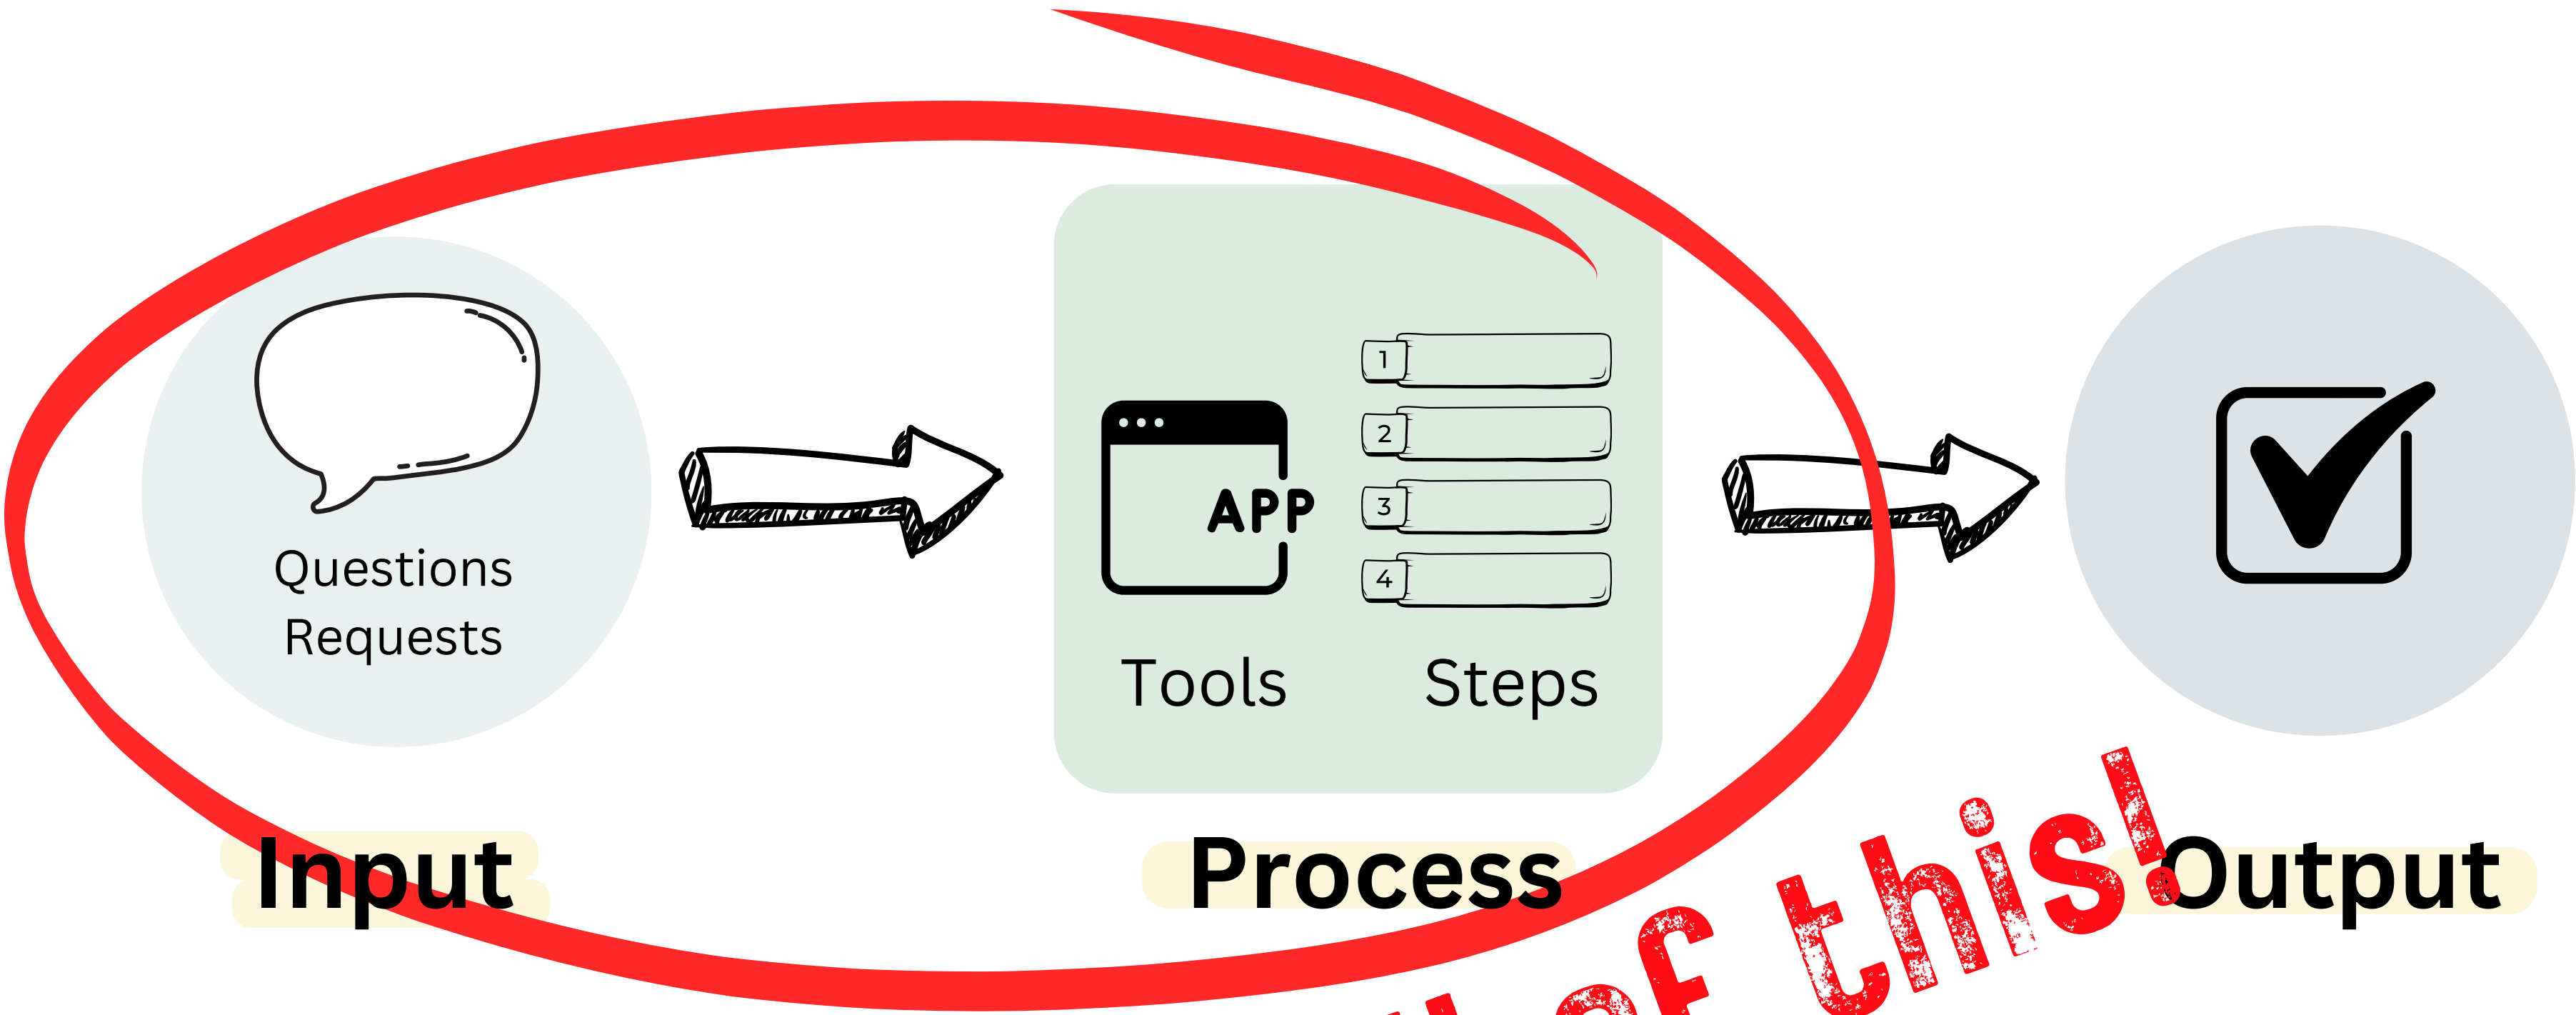 Questions
Requests
APP
1
2
3
4
Tools
Steps
Input
Process
Output
of this!